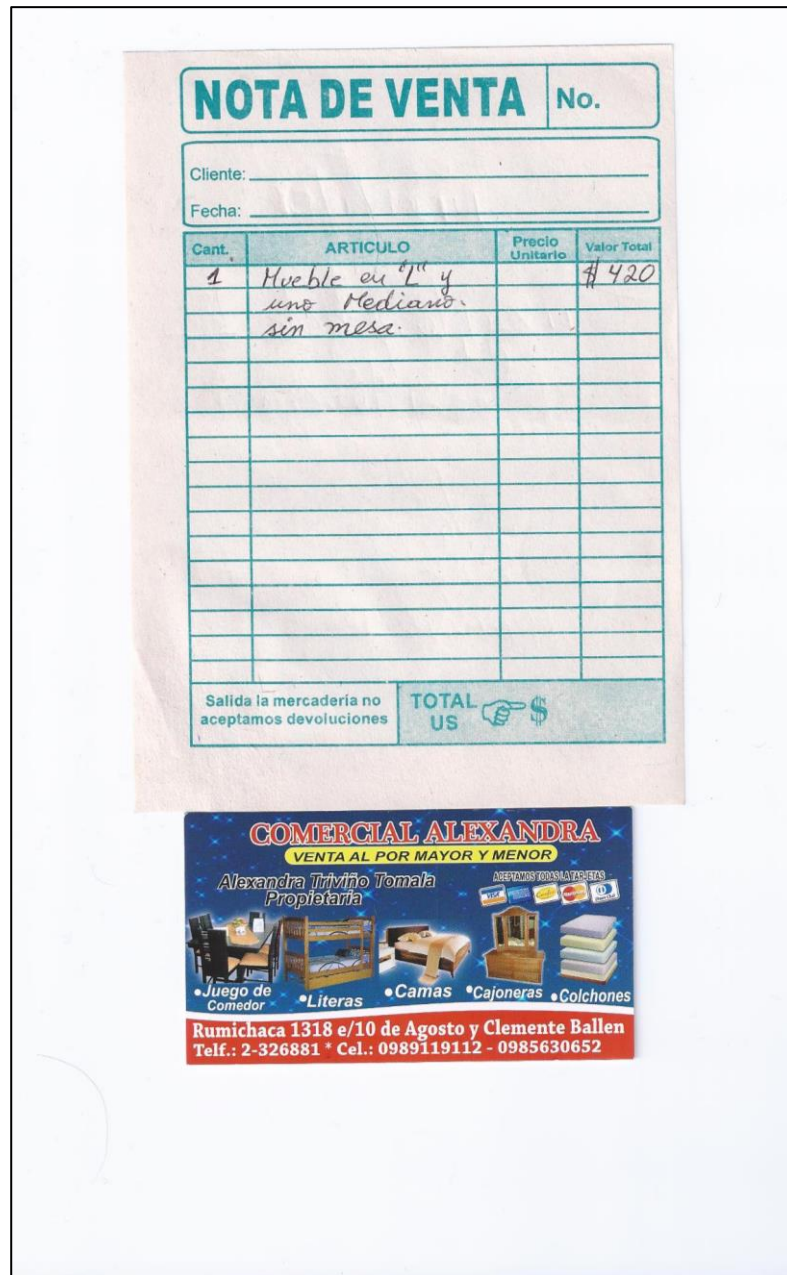 NOTA DE VENTA No.
Cliente:
Fecha:
Cant. ARTICULO Precio Unitario Valor Total
1 Mueble en "L" y $ 420
uno Mediano.
sin mesa.
Salida la mercadería no
aceptamos devoluciones
TOTAL
US $
COMERCIAL ALEXANDRA
VENTA AL POR MAYOR Y MENOR
Alexandra Triviño Tomala
Propietaria
ACEPTAMOS TODAS LA TARJETAS
VISA
•Juego de
Comedor
•Literas
•Camas
•Cajoneras
•Colchones
Rumichaca 1318 e/10 de Agosto y Clemente Ballen
Telf.: 2-326881 * Cel.: 0989119112 - 0985630652